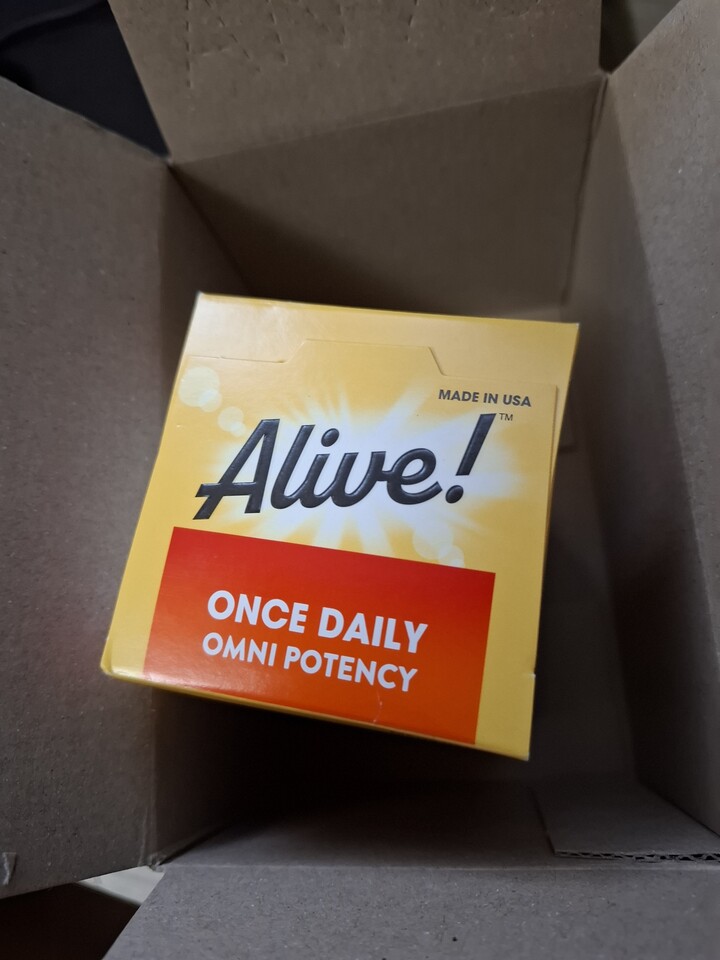 MADE IN USA
Alive!™
ONCE DAILY
OMNI POTENCY